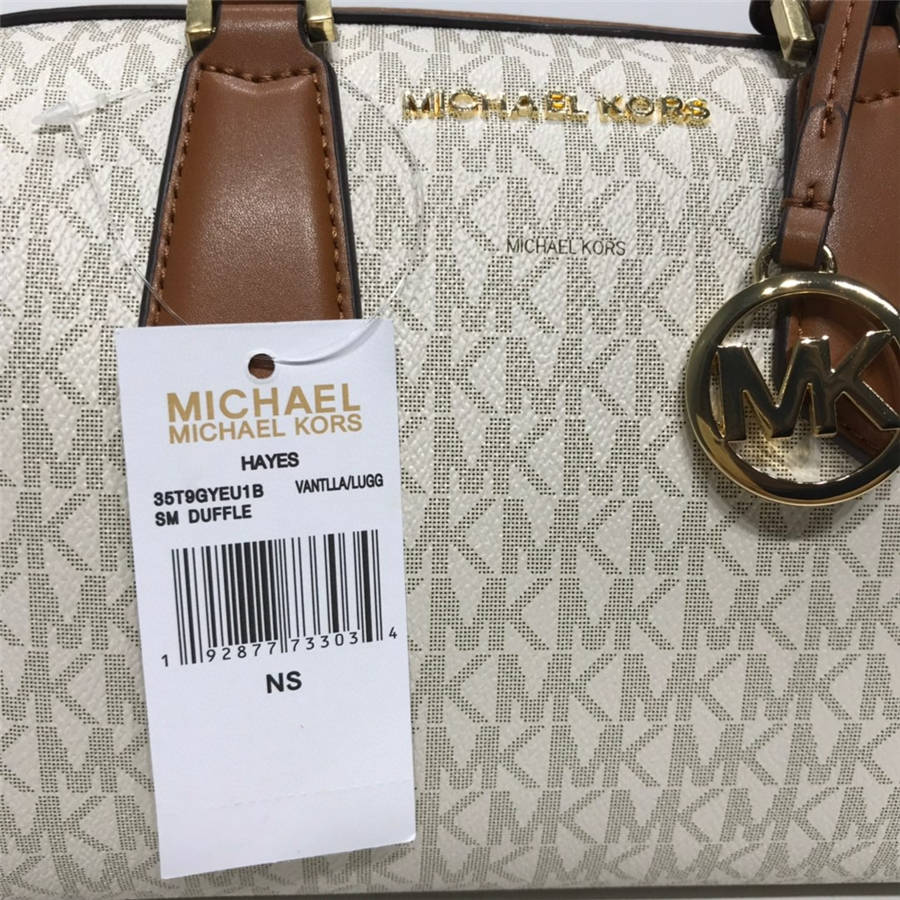 MICHAEL KORS
MICHAEL KORS
MK
MICHAEL
MICHAEL KORS
HAYES
35T9GYEU1B VANTLLA/LUGG
SM DUFFLE
1 92877 73303 4
NS